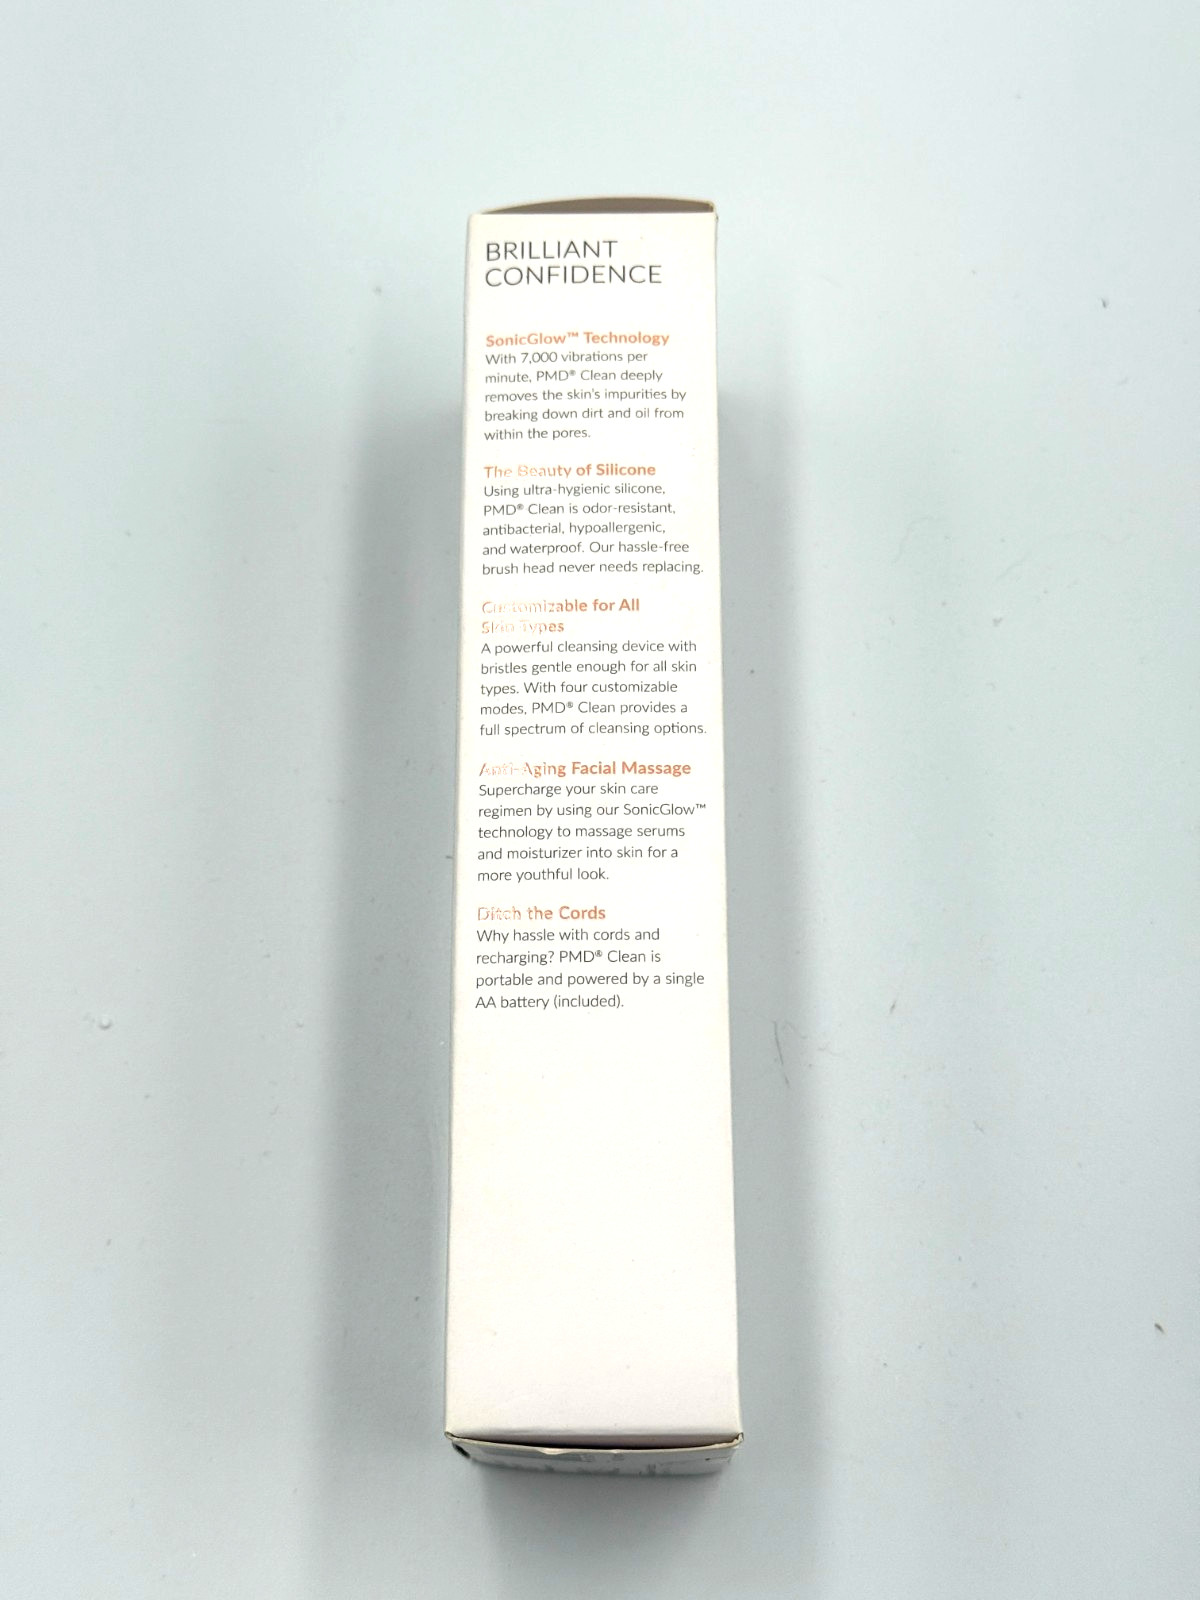 BRILLIANT
CONFIDENCE
SonicGlow™ Technology
With 7,000 vibrations per
minute, PMD® Clean deeply
removes the skin's impurities by
breaking down dirt and oil from
within the pores.
The Beauty of Silicone
Using ultra-hygienic silicone,
PMD® Clean is odor-resistant,
antibacterial, hypoallergenic,
and waterproof. Our hassle-free
brush head never needs replacing.
Customizable for All
Skin Types
A powerful cleansing device with
bristles gentle enough for all skin
types. With four customizable
modes, PMD® Clean provides a
full spectrum of cleansing options.
Anti-Aging Facial Massage
Supercharge your skin care
regimen by using our SonicGlow™
technology to massage serums
and moisturizer into skin for a
more youthful look.
Ditch the Cords
Why hassle with cords and
recharging? PMD® Clean is
portable and powered by a single
AA battery (included).